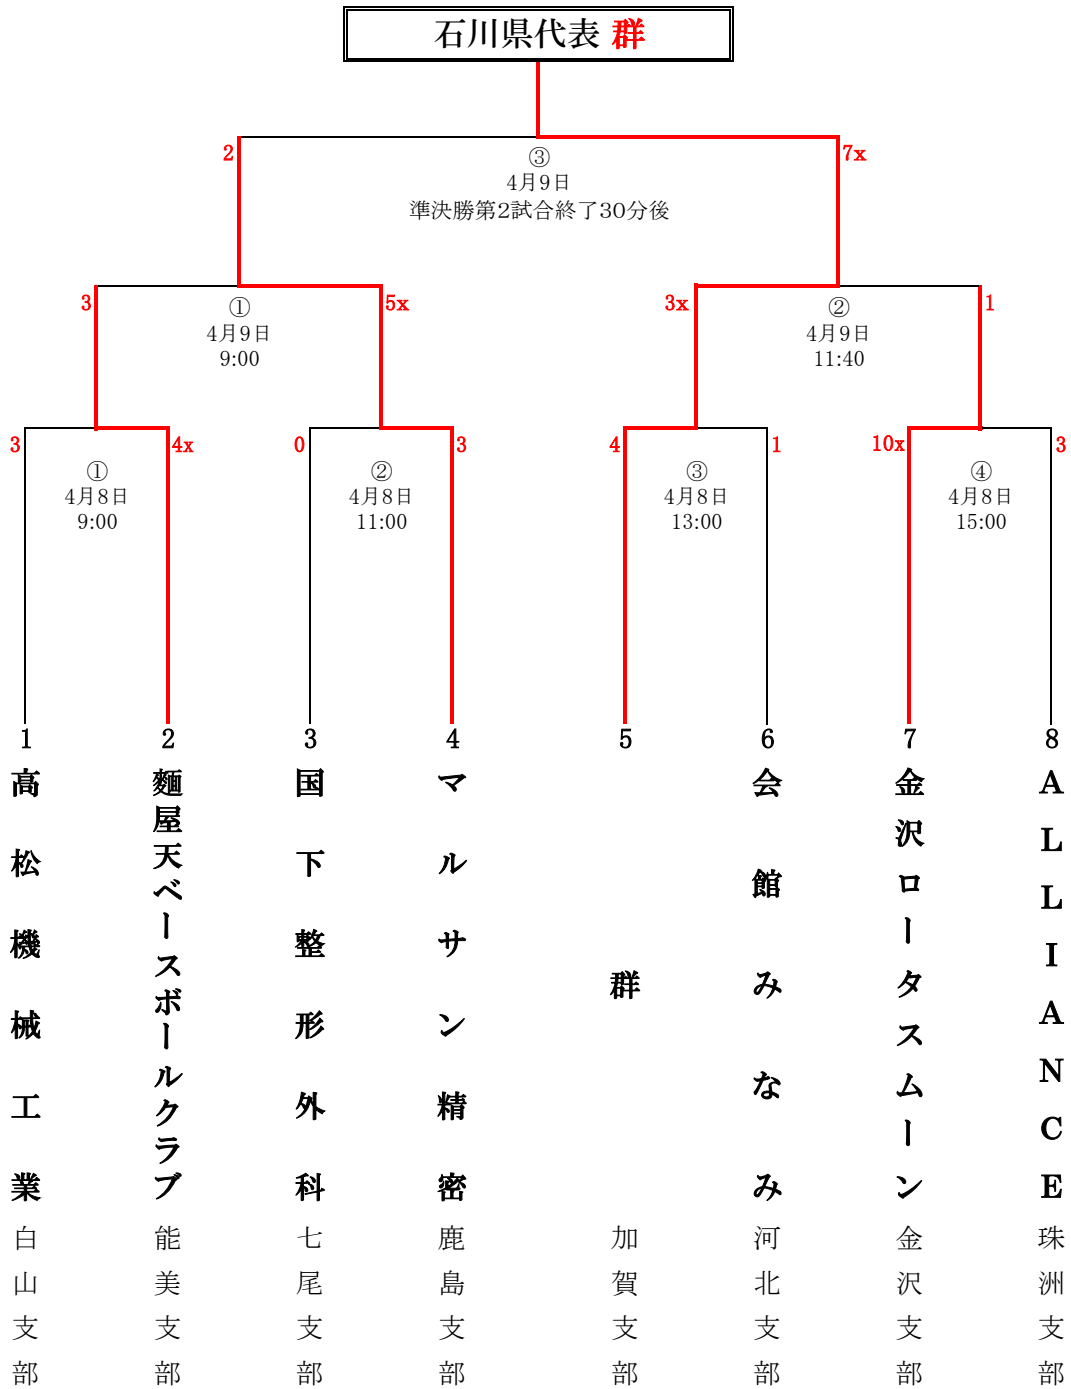 石川県代表 群
2
7x
③
4月9日
準決勝第2試合終了30分後
3
5x
①
4月9日
9:00
3x
1
②
4月9日
11:40
3
4x
①
4月8日
9:00
0
3
②
4月8日
11:00
4
1
③
4月8日
13:00
10x
3
④
4月8日
15:00
1
高松機械工業
白山支部
2
麺屋天ベースボールクラブ
能美支部
3
国下整形外科
七尾支部
4
マルサン精密
鹿島支部
5
群
加賀支部
6
会館みなみ
河北支部
7
金沢ロータスムーン
金沢支部
8
ALLIANCE
珠洲支部